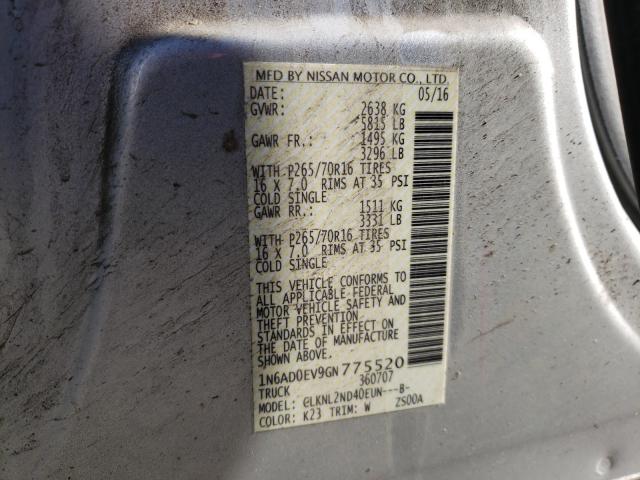 MFD BY NISSAN MOTOR CO., LTD.
DATE: 05/16
GVWR: 2638 KG
5815 LB
GAWR FR.: 1495 KG
3296 LB
WITH P265/70R16 TIRES
16 X 7.0 RIMS AT 35 PSI
COLD SINGLE
GAWR RR.: 1511 KG
3331 LB
WITH P265/70R16 TIRES
16 X 7.0 RIMS AT 35 PSI
COLD SINGLE
THIS VEHICLE CONFORMS TO
ALL APPLICABLE FEDERAL
MOTOR VEHICLE SAFETY AND
THEFT PREVENTION
STANDARDS IN EFFECT ON
THE DATE OF MANUFACTURE
SHOWN ABOVE.
1N6AD0EV9GN775520
TRUCK 360707
MODEL: CLKNL2ND40EUN---B-
COLOR: K23 TRIM: W ZS00A